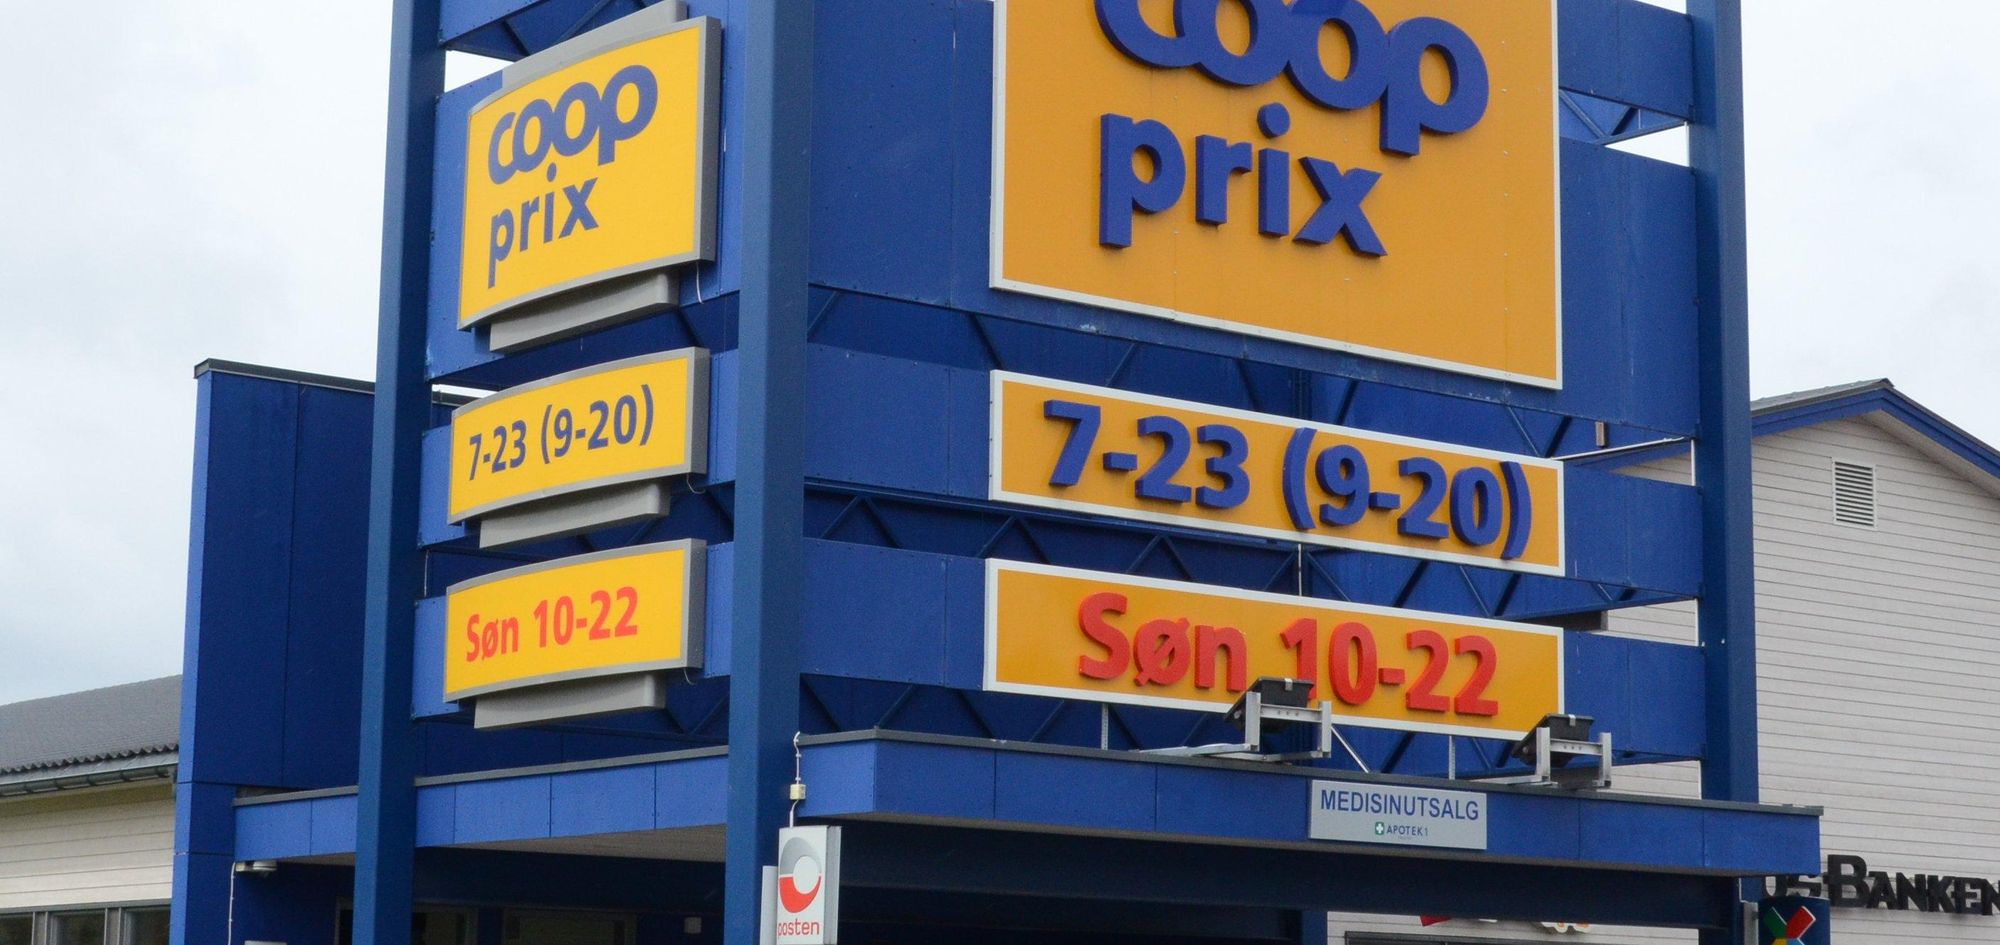 coop
prix
7-23 (9-20)
Søn 10-22
coop
prix
7-23 (9-20)
Søn 10-22
MEDISINUTSALG
APOTEK 1
posten
BANKEN